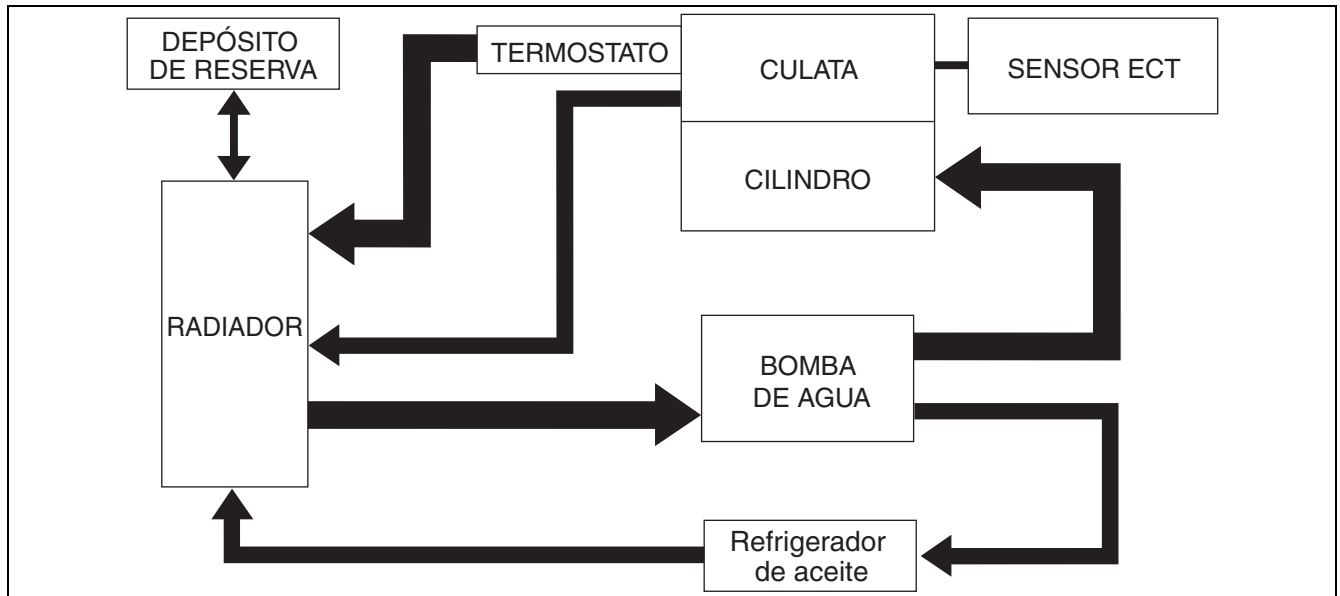 DEPÓSITO
DE RESERVA
TERMOSTATO
CULATA
SENSOR ECT
CILINDRO
RADIADOR
BOMBA
DE AGUA
Refrigerador
de aceite